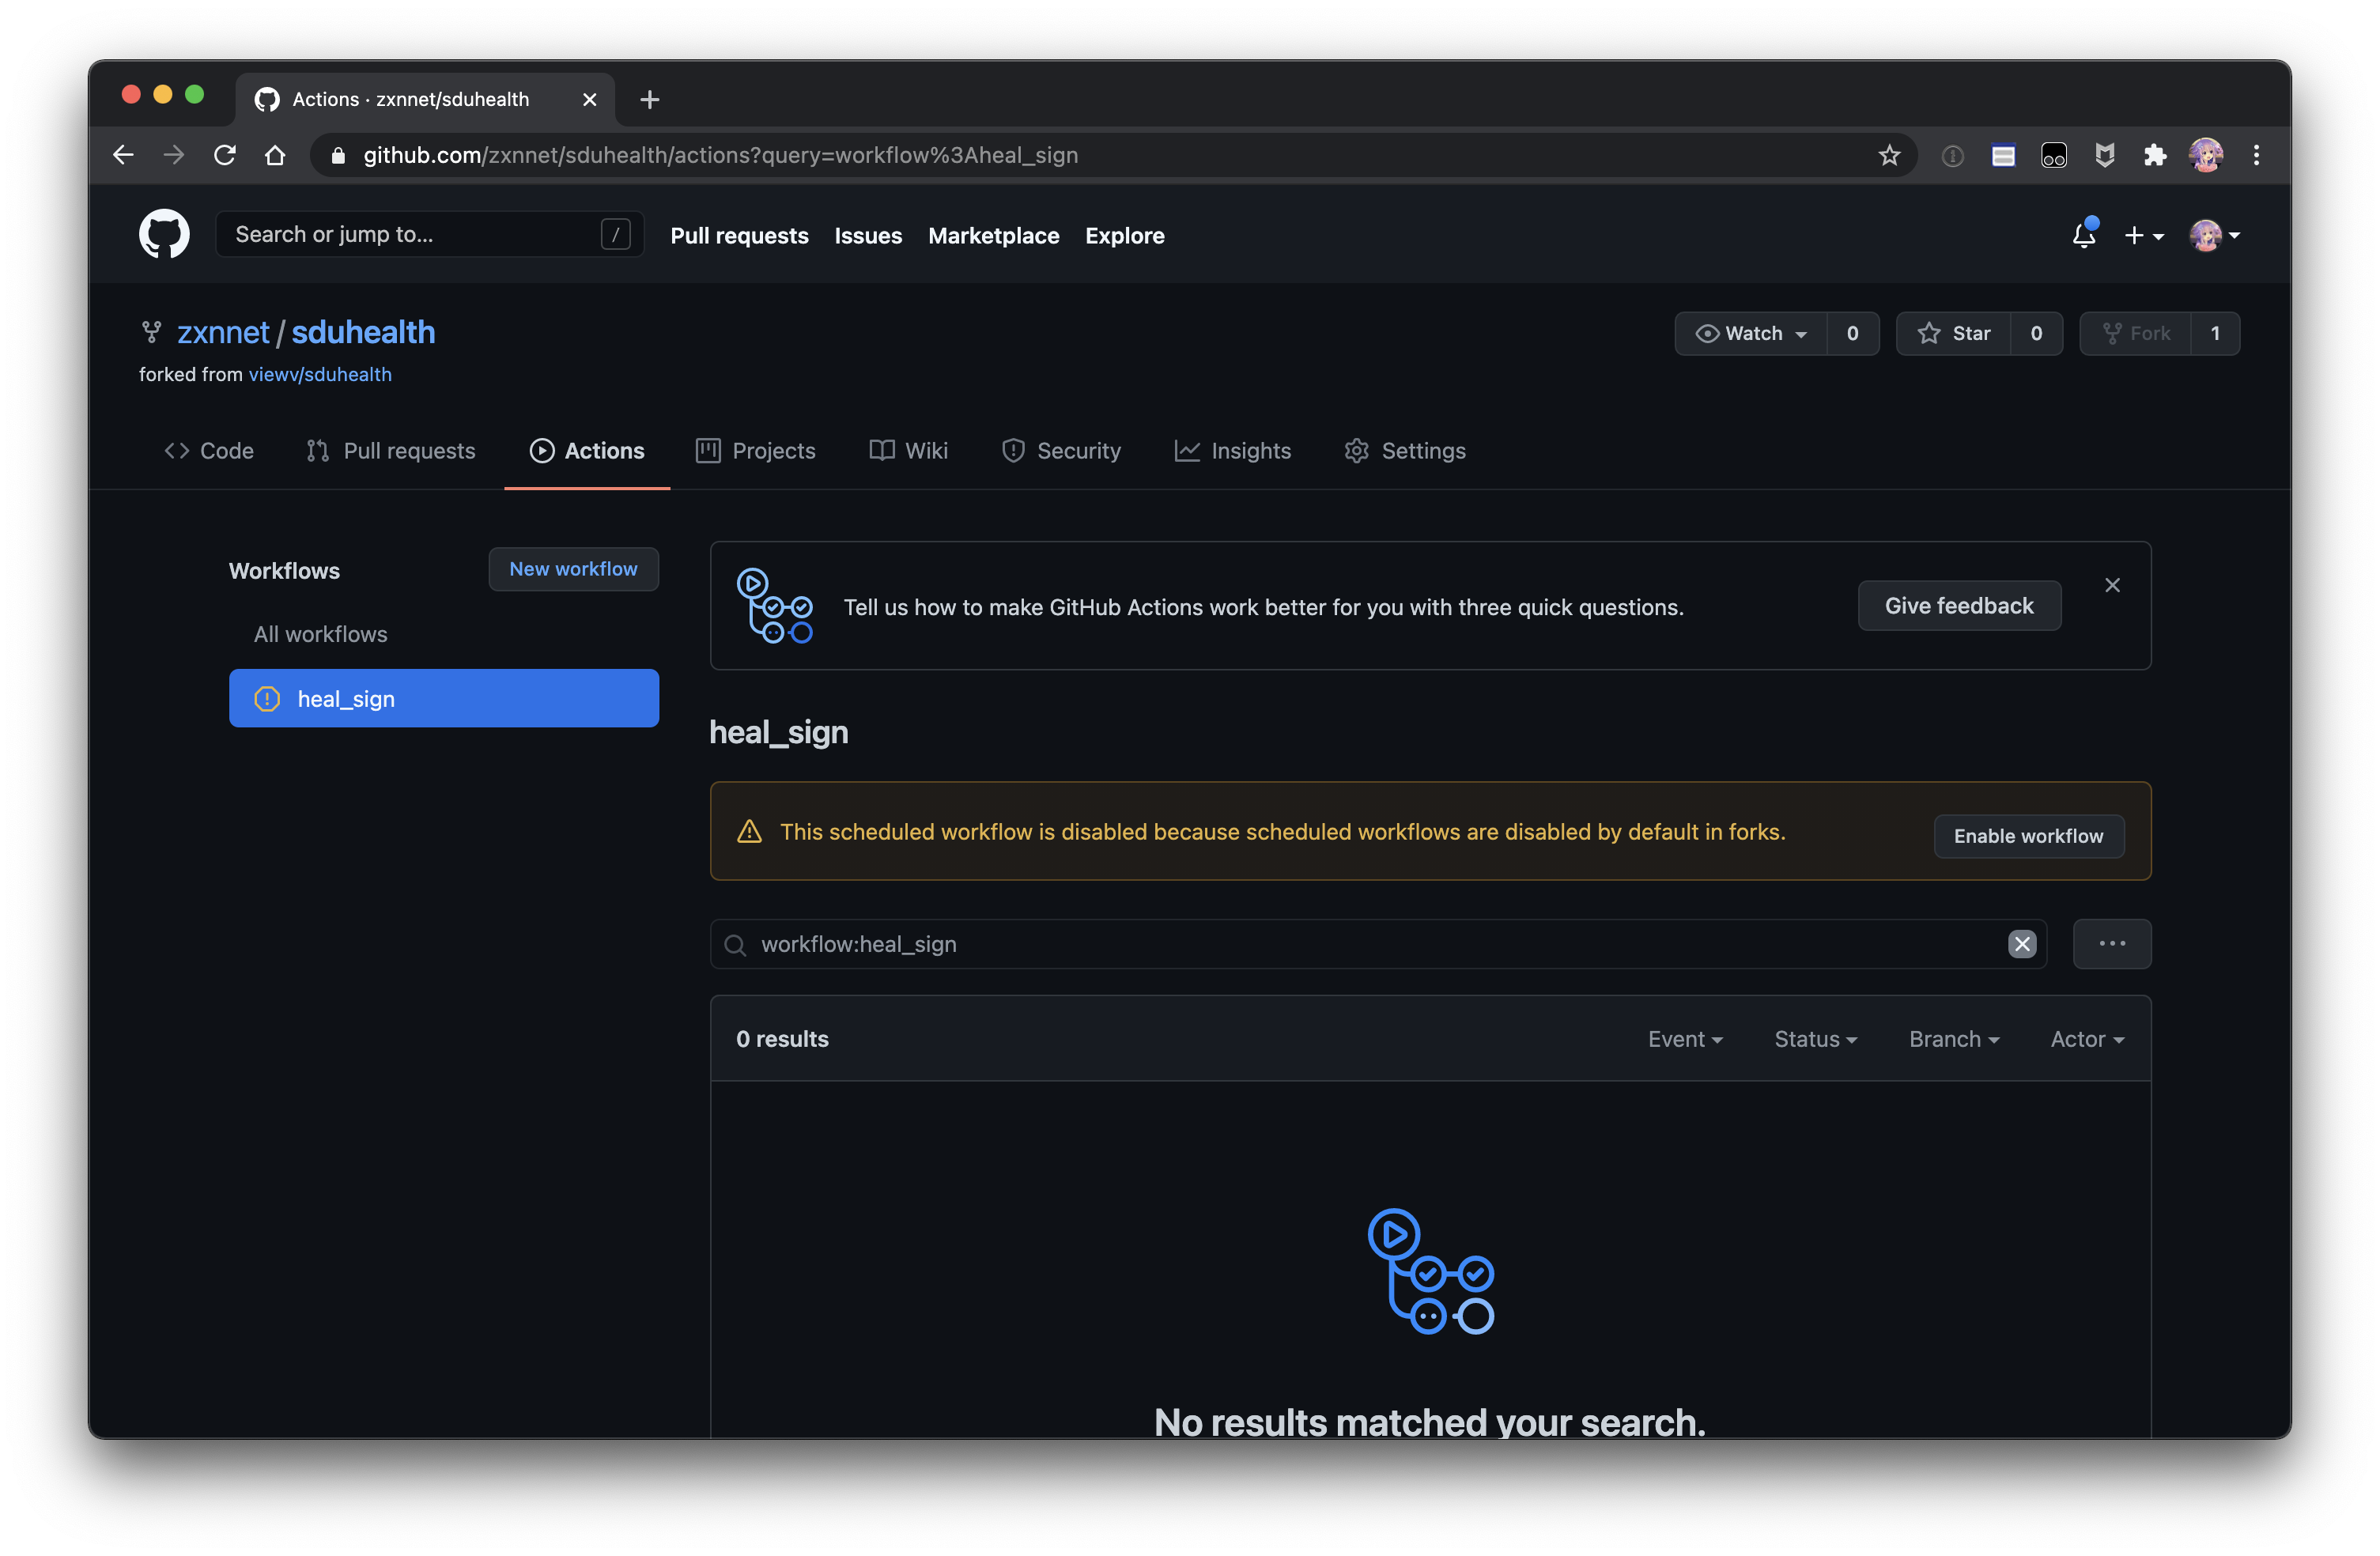 Actions · zxnnet/sduhealth
github.com/zxnnet/sduhealth/actions?query=workflow%3Aheal_sign
Search or jump to... /
Pull requests Issues Marketplace Explore
zxnnet / sduhealth
Watch 0 Star 0 Fork 1
forked from viewv/sduhealth
Code Pull requests Actions Projects Wiki Security Insights Settings
Workflows
New workflow
All workflows
heal_sign
Tell us how to make GitHub Actions work better for you with three quick questions.
Give feedback
heal_sign
This scheduled workflow is disabled because scheduled workflows are disabled by default in forks.
Enable workflow
workflow:heal_sign
0 results
Event Status Branch Actor
No results matched your search.